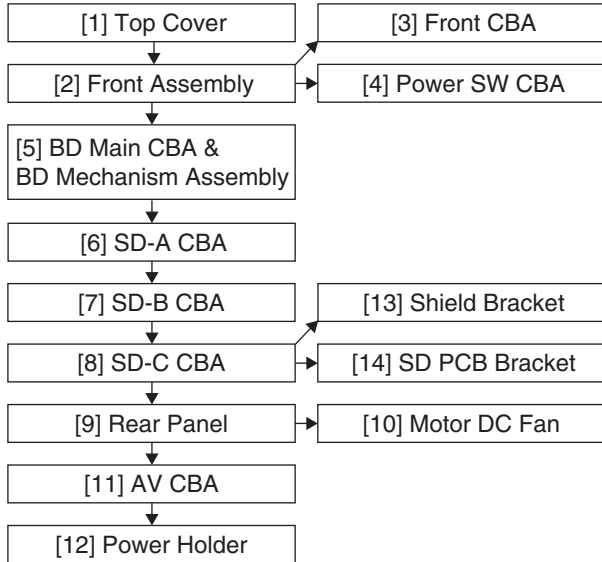 [1] Top Cover
[3] Front CBA
[2] Front Assembly
[4] Power SW CBA
[5] BD Main CBA &
BD Mechanism Assembly
[6] SD-A CBA
[7] SD-B CBA
[13] Shield Bracket
[8] SD-C CBA
[14] SD PCB Bracket
[9] Rear Panel
[10] Motor DC Fan
[11] AV CBA
[12] Power Holder